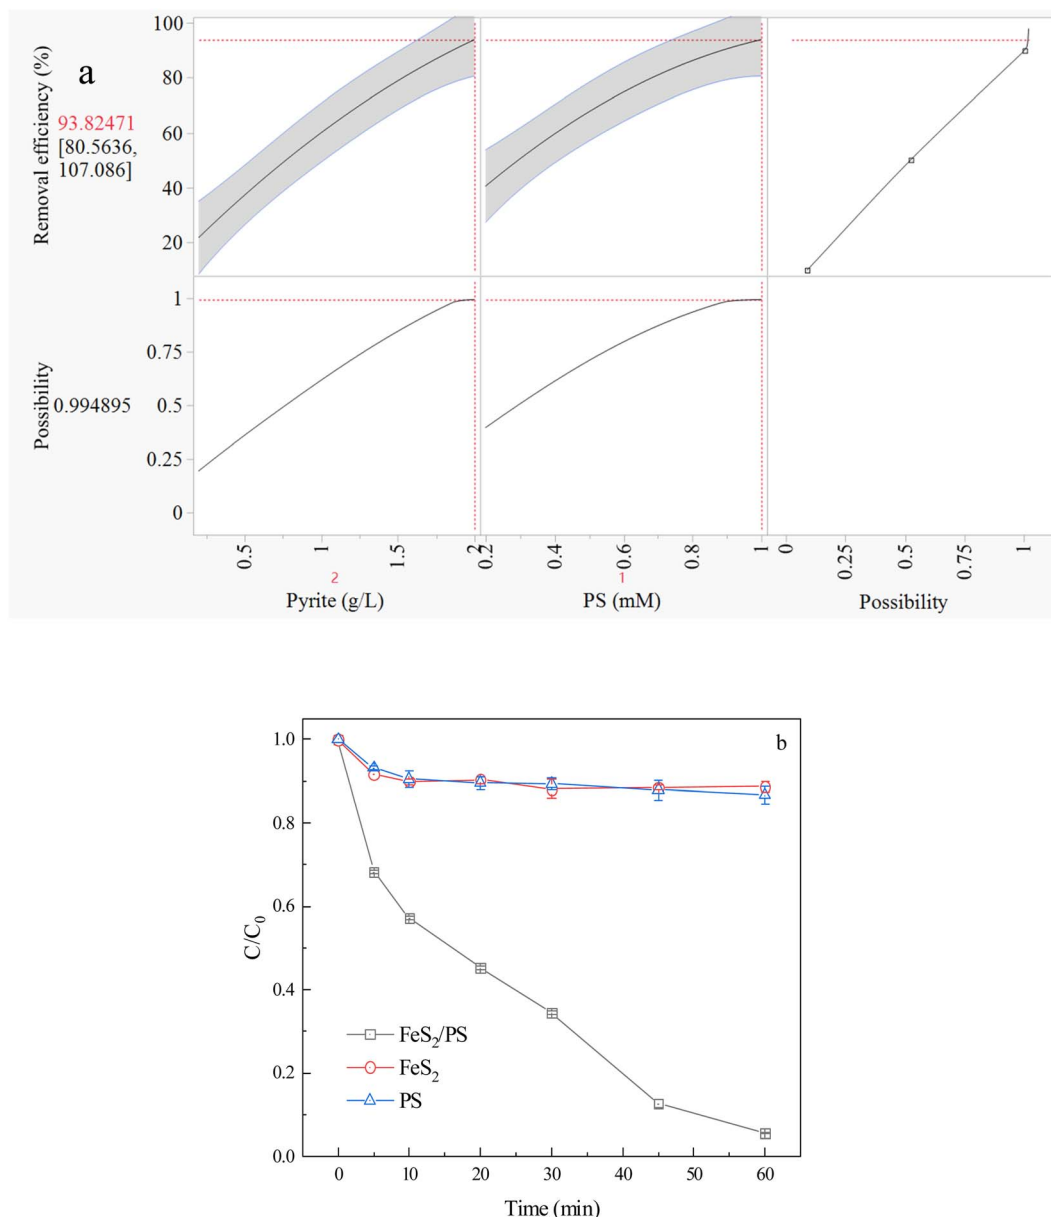 a
Removal efficiency (%)
93.82471
[80.5636,
107.086]
100
80
60
40
20
Possibility
0.994895
1
0.75
0.5
0.25
0
0.5
1
1.5
2
2
Pyrite (g/L)
0.2
0.4
0.6
0.8
1
1
PS (mM)
0
0.25
0.5
0.75
1
Possibility
b
C/C0
1.0
0.8
0.6
0.4
0.2
0.0
FeS2/PS
FeS2
PS
0 10 20 30 40 50 60
Time (min)